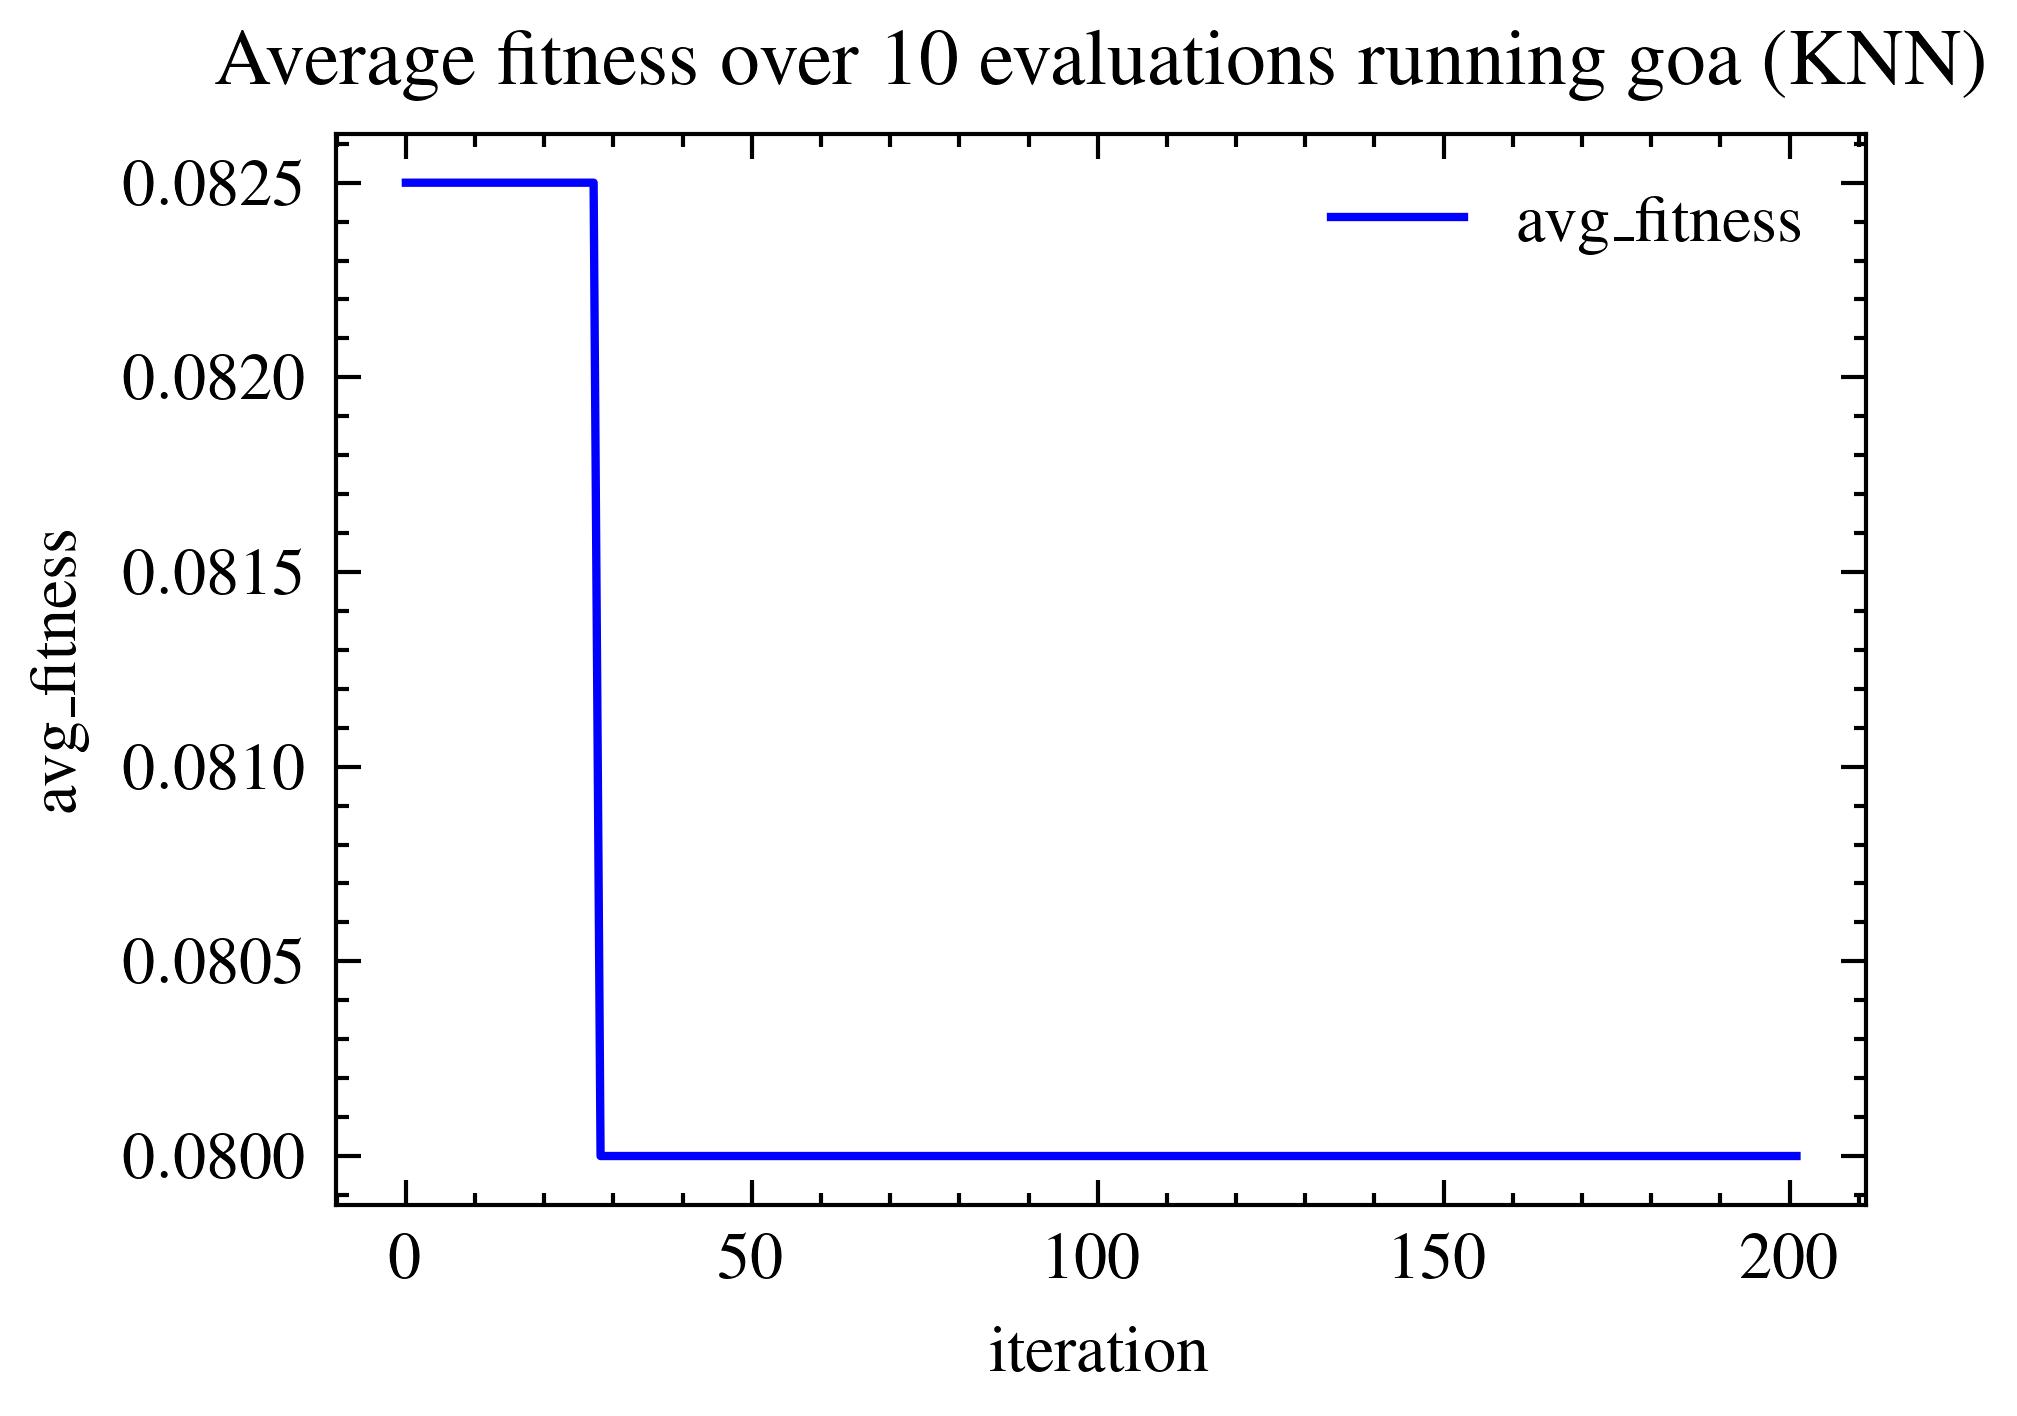 Average fitness over 10 evaluations running goa (KNN)
avg_fitness
0.0825
0.0820
0.0815
0.0810
0.0805
0.0800
avg_fitness
0 50 100 150 200
iteration